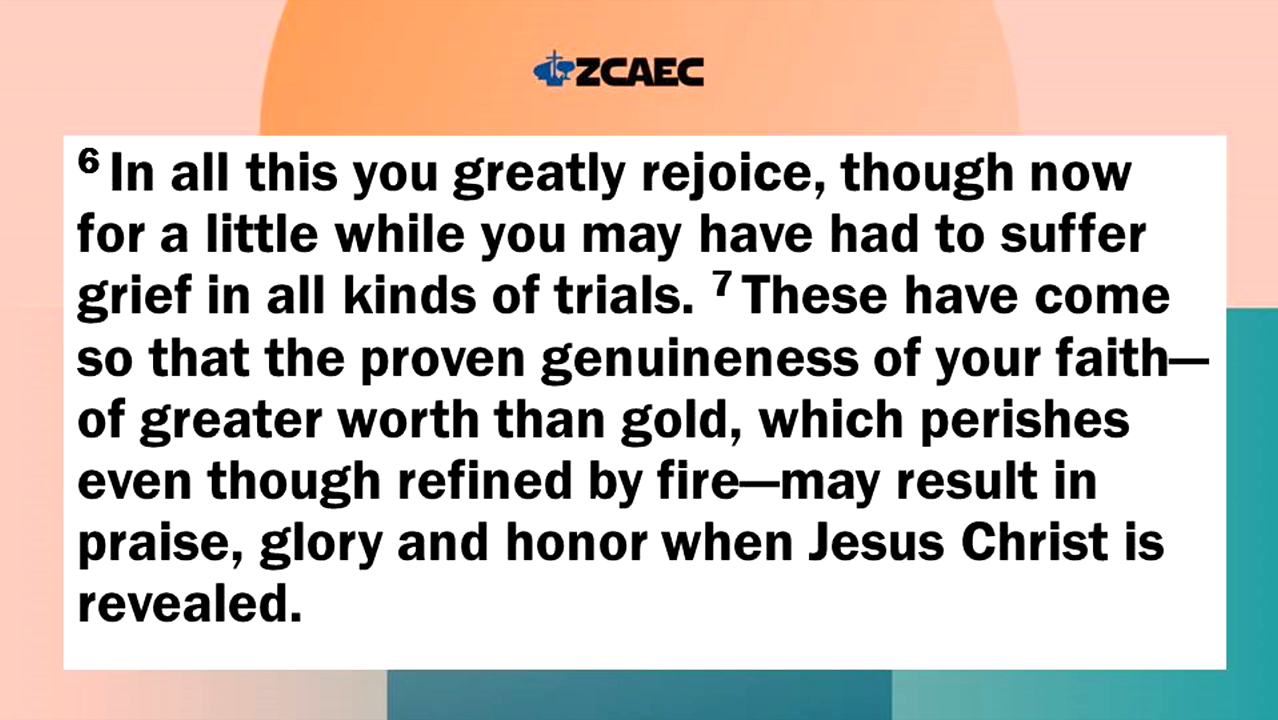 ZCAEC
⁶ In all this you greatly rejoice, though now
for a little while you may have had to suffer
grief in all kinds of trials. ⁷ These have come
so that the proven genuineness of your faith—
of greater worth than gold, which perishes
even though refined by fire—may result in
praise, glory and honor when Jesus Christ is
revealed.